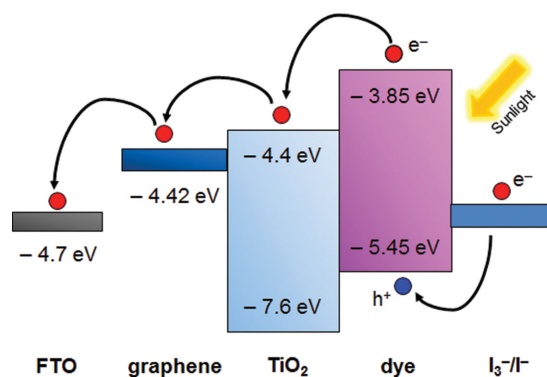 e⁻
− 3.85 eV
Sunlight
− 4.4 eV
− 4.42 eV
e⁻
− 4.7 eV
− 5.45 eV
− 7.6 eV
h⁺
FTO graphene TiO₂ dye I₃⁻/I⁻